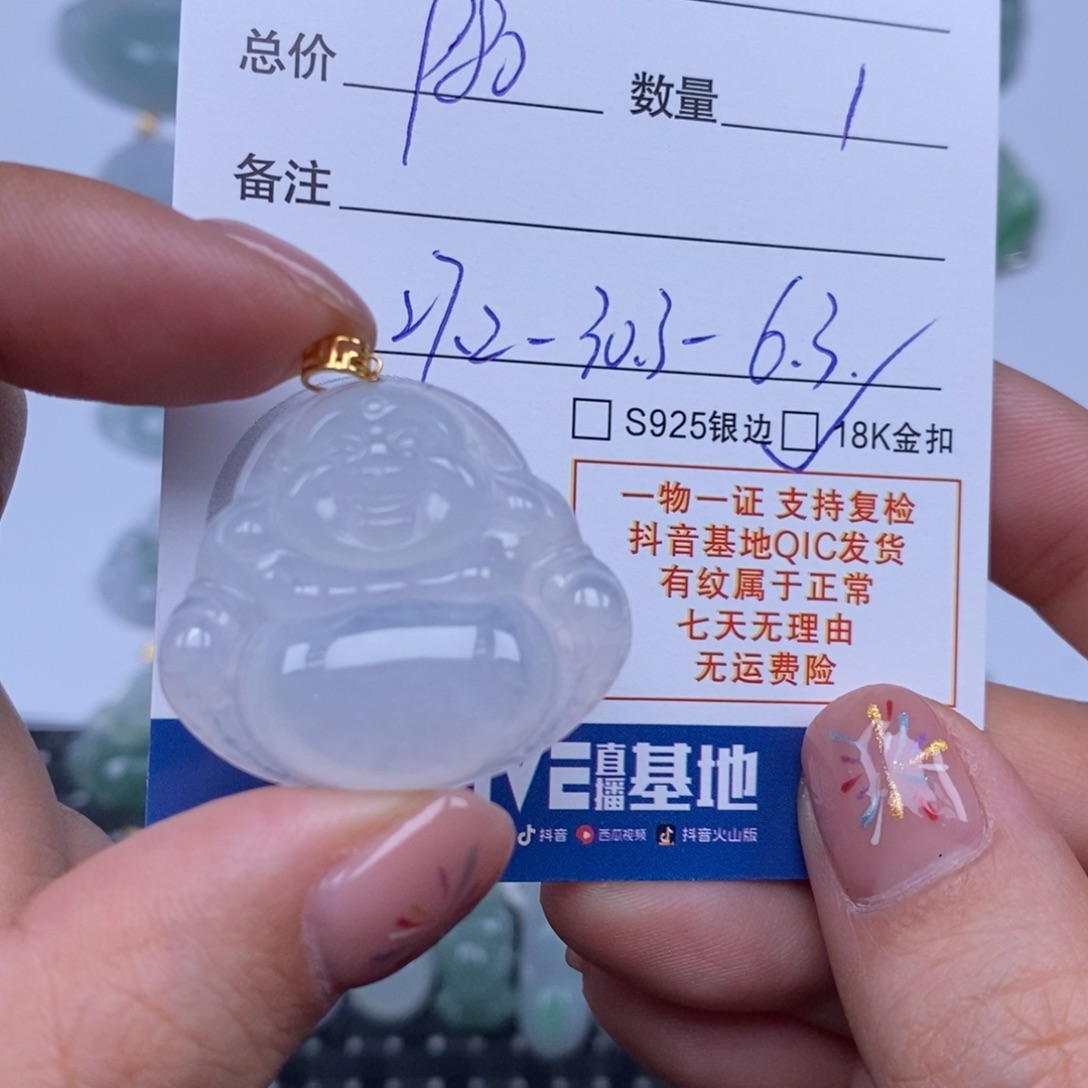 总价 数量 1
备注
27.2-30.3-6.3
S925银边 18K金扣
一物一证 支持复检
抖音基地QIC发货
有纹属于正常
七天无理由
无运费险
VE直播基地
抖音 西瓜视频 抖音火山版